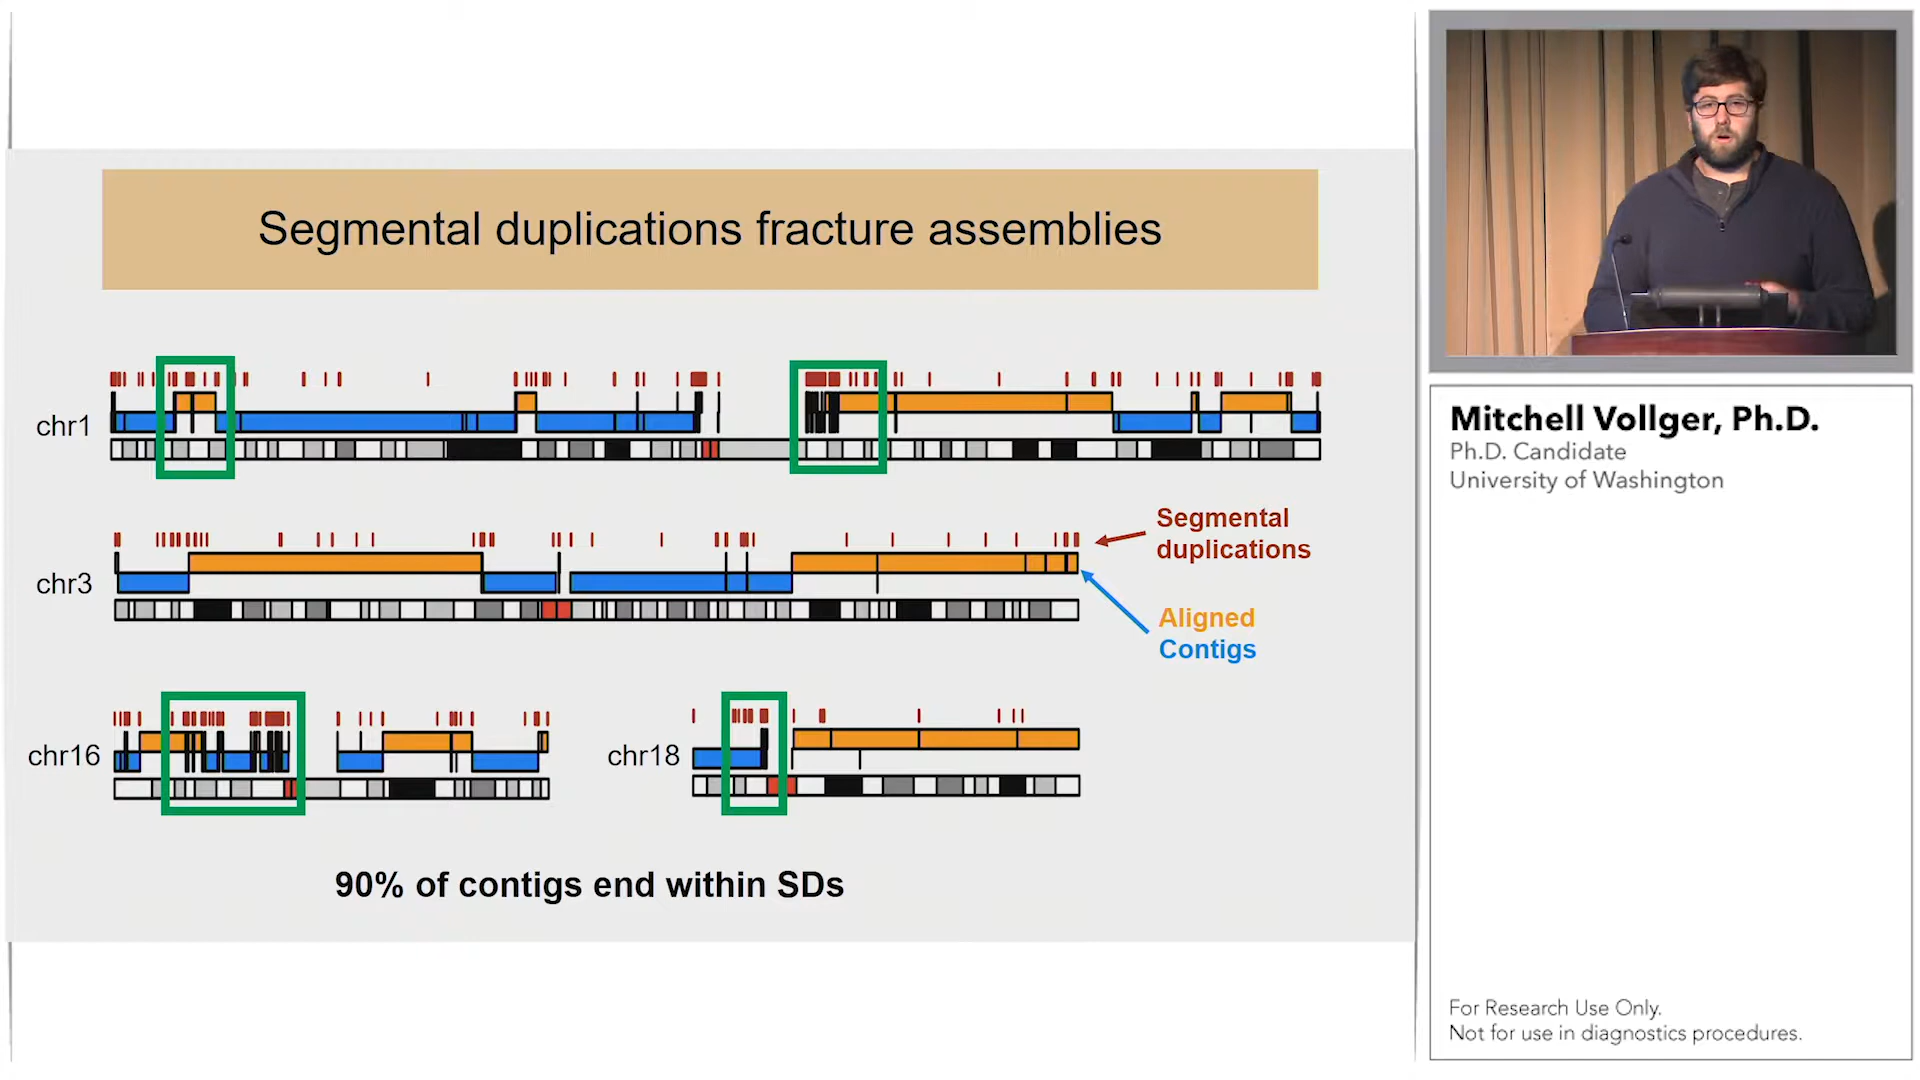 Segmental duplications fracture assemblies
chr1
chr3
Segmental
duplications
Aligned
Contigs
chr16
chr18
90% of contigs end within SDs
Mitchell Vollger, Ph.D.
Ph.D. Candidate
University of Washington
For Research Use Only.
Not for use in diagnostics procedures.